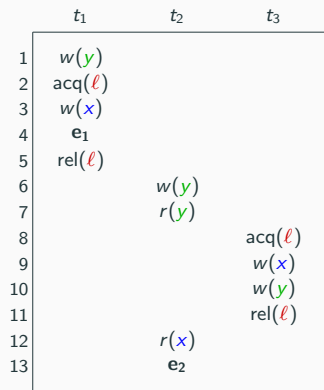 t₁ t₂ t₃
1 w(y)
2 acq(ℓ)
3 w(x)
4 e₁
5 rel(ℓ)
6 w(y)
7 r(y)
8 acq(ℓ)
9 w(x)
10 w(y)
11 rel(ℓ)
12 r(x)
13 e₂